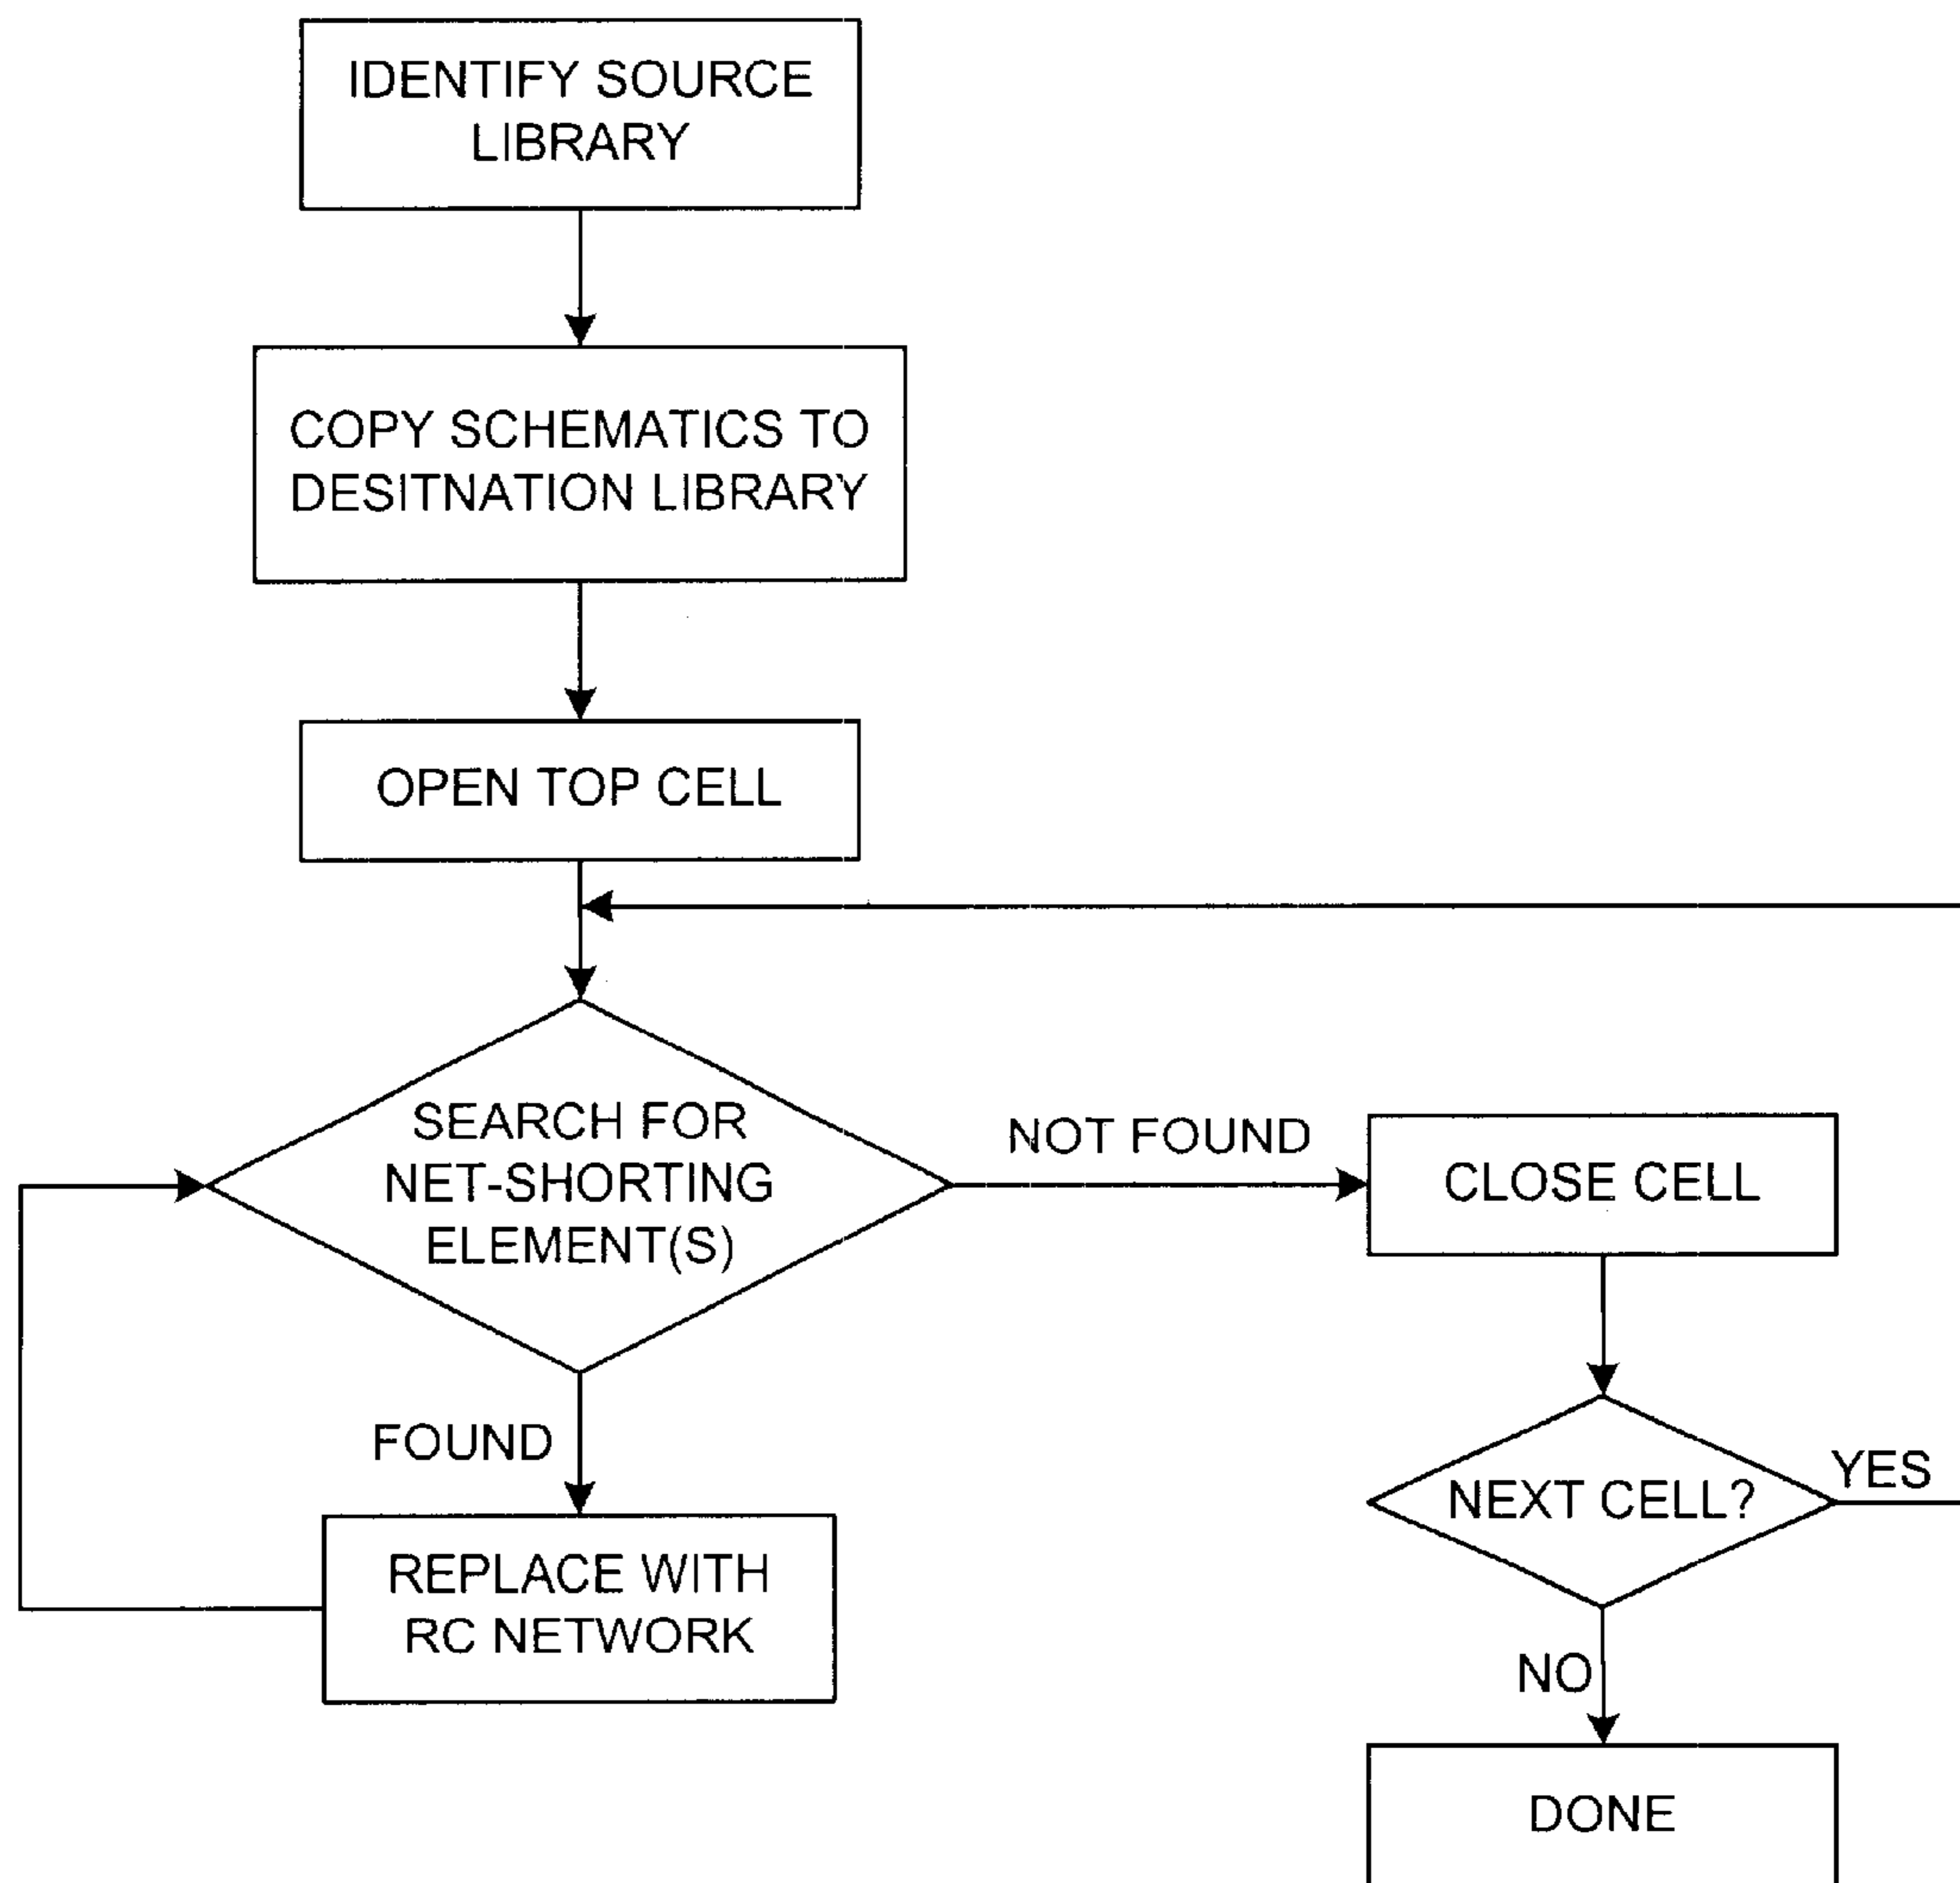 IDENTIFY SOURCE
LIBRARY
COPY SCHEMATICS TO
DESITNATION LIBRARY
OPEN TOP CELL
SEARCH FOR
NET-SHORTING
ELEMENT(S)
NOT FOUND
CLOSE CELL
FOUND
REPLACE WITH
RC NETWORK
NEXT CELL?
YES
NO
DONE